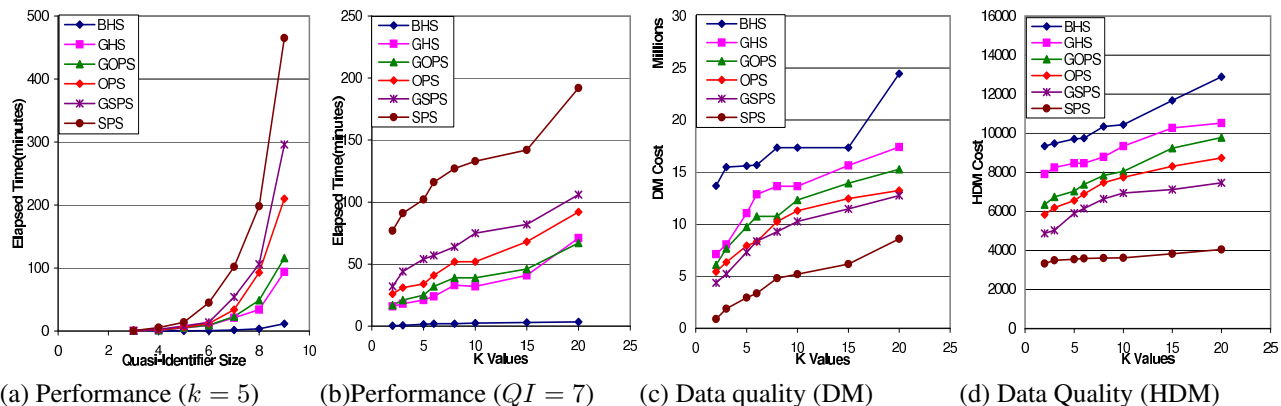 500
400
300
200
100
0
0
2
4
6
8
10
Elapsed Time(minutes)
Quasi-Identifier Size
BHS
GHS
GOPS
OPS
GSPS
SPS
(a) Performance (k = 5)
250
200
150
100
50
0
0
5
10
15
20
25
Elapsed Time(minutes)
K Values
BHS
GHS
GOPS
OPS
GSPS
SPS
(b)Performance (QI = 7)
30
25
20
15
10
5
0
0
5
10
15
20
25
Millions
DM Cost
K Values
BHS
GHS
GOPS
OPS
GSPS
SPS
(c) Data quality (DM)
16000
14000
12000
10000
8000
6000
4000
2000
0
0
5
10
15
20
25
HDM Cost
K Values
BHS
GHS
GOPS
OPS
GSPS
SPS
(d) Data Quality (HDM)